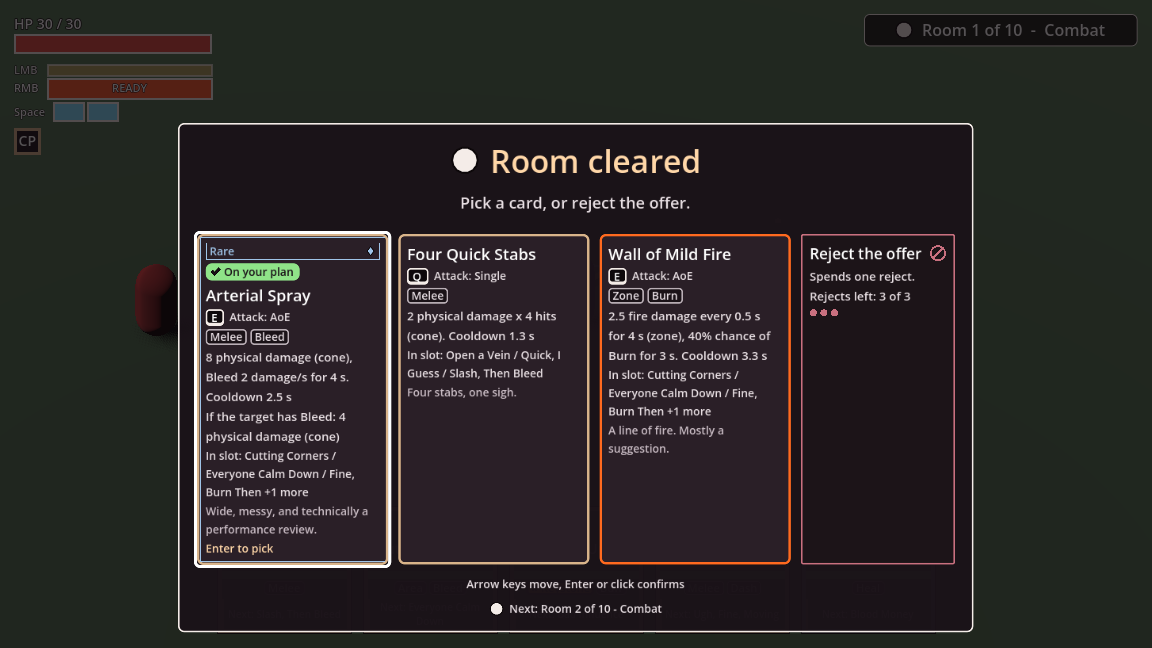 HP 30 / 30
LMB
RMB
READY
Space
CP
Room 1 of 10 - Combat
Room cleared
Pick a card, or reject the offer.
Rare
On your plan
Arterial Spray
E Attack: AoE
Melee Bleed
8 physical damage (cone),
Bleed 2 damage/s for 4 s.
Cooldown 2.5 s
If the target has Bleed: 4
physical damage (cone)
In slot: Cutting Corners /
Everyone Calm Down / Fine,
Burn Then +1 more
Wide, messy, and technically a
performance review.
Enter to pick
Four Quick Stabs
Q Attack: Single
Melee
2 physical damage x 4 hits
(cone). Cooldown 1.3 s
In slot: Open a Vein / Quick, I
Guess / Slash, Then Bleed
Four stabs, one sigh.
Wall of Mild Fire
E Attack: AoE
Zone Burn
2.5 fire damage every 0.5 s
for 4 s (zone), 40% chance of
Burn for 3 s. Cooldown 3.3 s
In slot: Cutting Corners /
Everyone Calm Down / Fine,
Burn Then +1 more
A line of fire. Mostly a
suggestion.
Reject the offer
Spends one reject.
Rejects left: 3 of 3
Arrow keys move, Enter or click confirms
Next: Room 2 of 10 - Combat